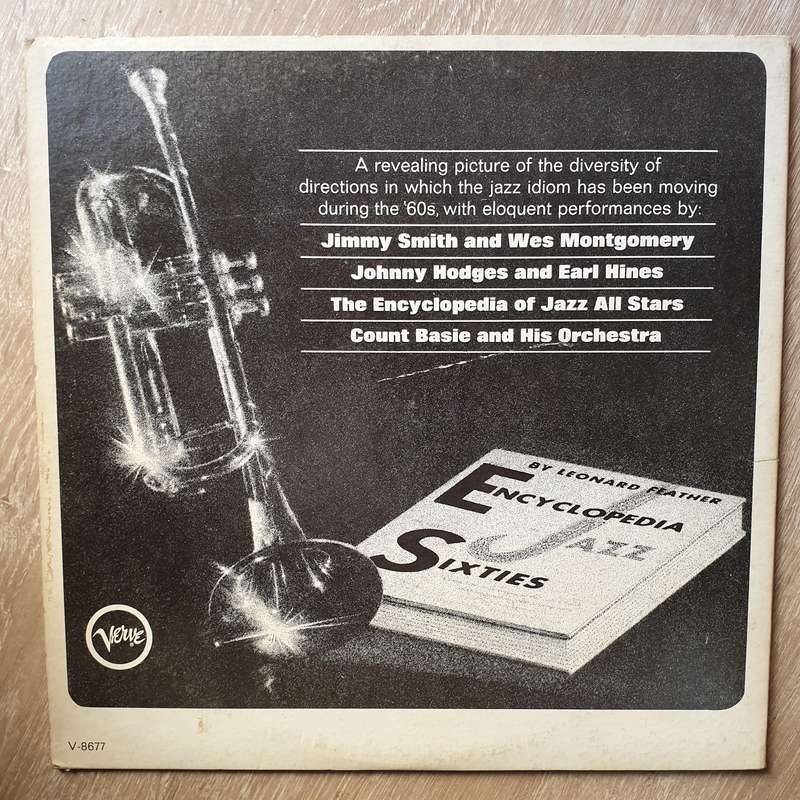 A revealing picture of the diversity of
directions in which the jazz idiom has been moving
during the '60s, with eloquent performances by:
Jimmy Smith and Wes Montgomery
Johnny Hodges and Earl Hines
The Encyclopedia of Jazz All Stars
Count Basie and His Orchestra
BY LEONARD FEATHER
ENCYCLOPEDIA
JAZZ
SIXTIES
Verve
V-8677